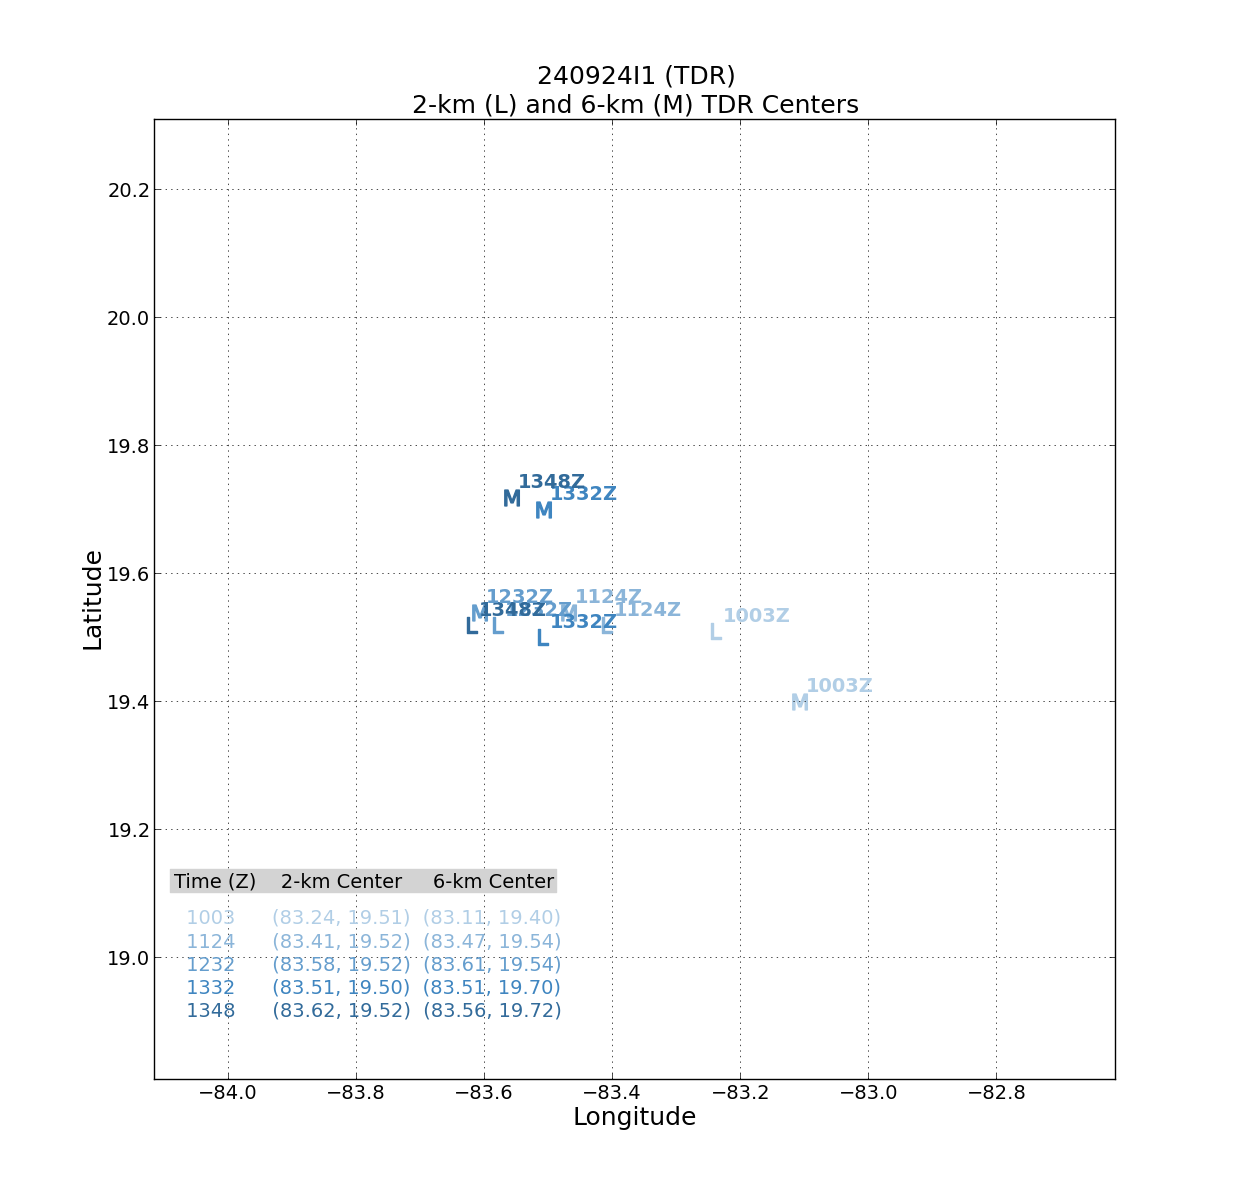 240924I1 (TDR)
2-km (L) and 6-km (M) TDR Centers
20.2
20.0
19.8
19.6
19.4
19.2
19.0
Latitude
M 1348Z
M 1332Z
M 1232Z
L 1348Z
L 1232Z
M 1124Z
L 1124Z
L 1332Z
L 1003Z
M 1003Z
Time (Z) 2-km Center 6-km Center
1003 (83.24, 19.51) (83.11, 19.40)
1124 (83.41, 19.52) (83.47, 19.54)
1232 (83.58, 19.52) (83.61, 19.54)
1332 (83.51, 19.50) (83.51, 19.70)
1348 (83.62, 19.52) (83.56, 19.72)
−84.0 −83.8 −83.6 −83.4 −83.2 −83.0 −82.8
Longitude